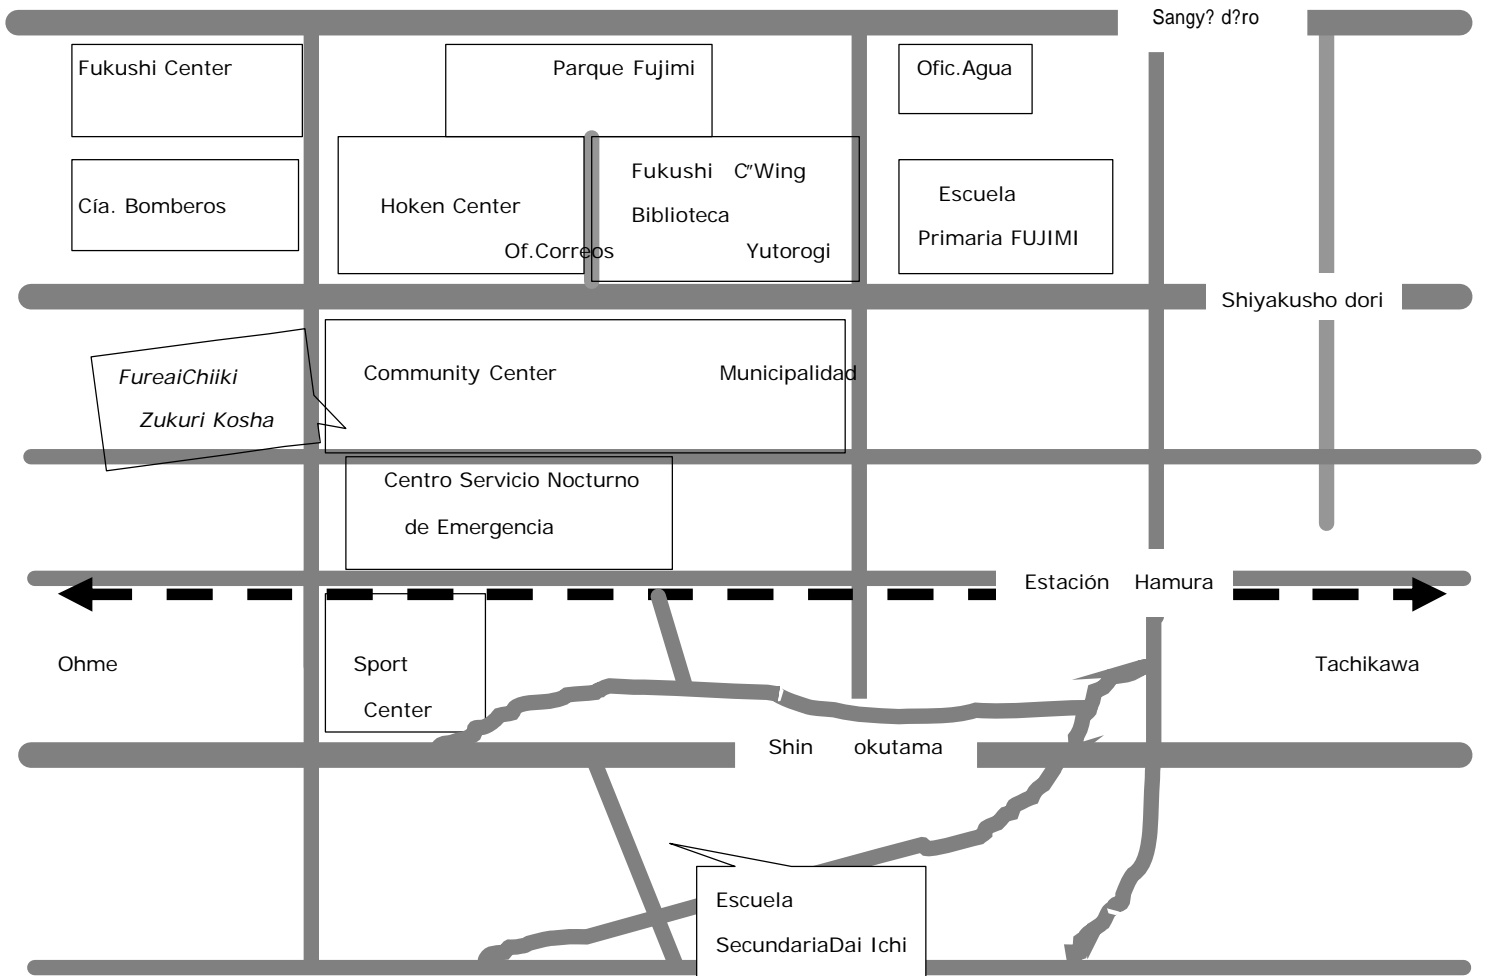 Sangy? d?ro
Fukushi Center
Parque Fujimi
Ofic.Agua
Fukushi C"Wing
Escuela
Cía. Bomberos
Hoken Center
Biblioteca
Primaria FUJIMI
Of.Correos
Yutorogi
Shiyakusho dori
FureaiChiiki
Community Center
Municipalidad
Zukuri Kosha
Centro Servicio Nocturno
de Emergencia
Estación Hamura
Ohme
Sport
Tachikawa
Center
Shin okutama
Escuela
SecundariaDai Ichi